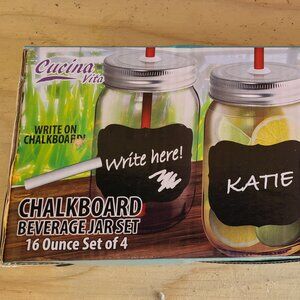 Cucina
Vita
WRITE ON
CHALKBOARD!
Write here!
KATIE
CHALKBOARD
BEVERAGE JAR SET
16 Ounce Set of 4